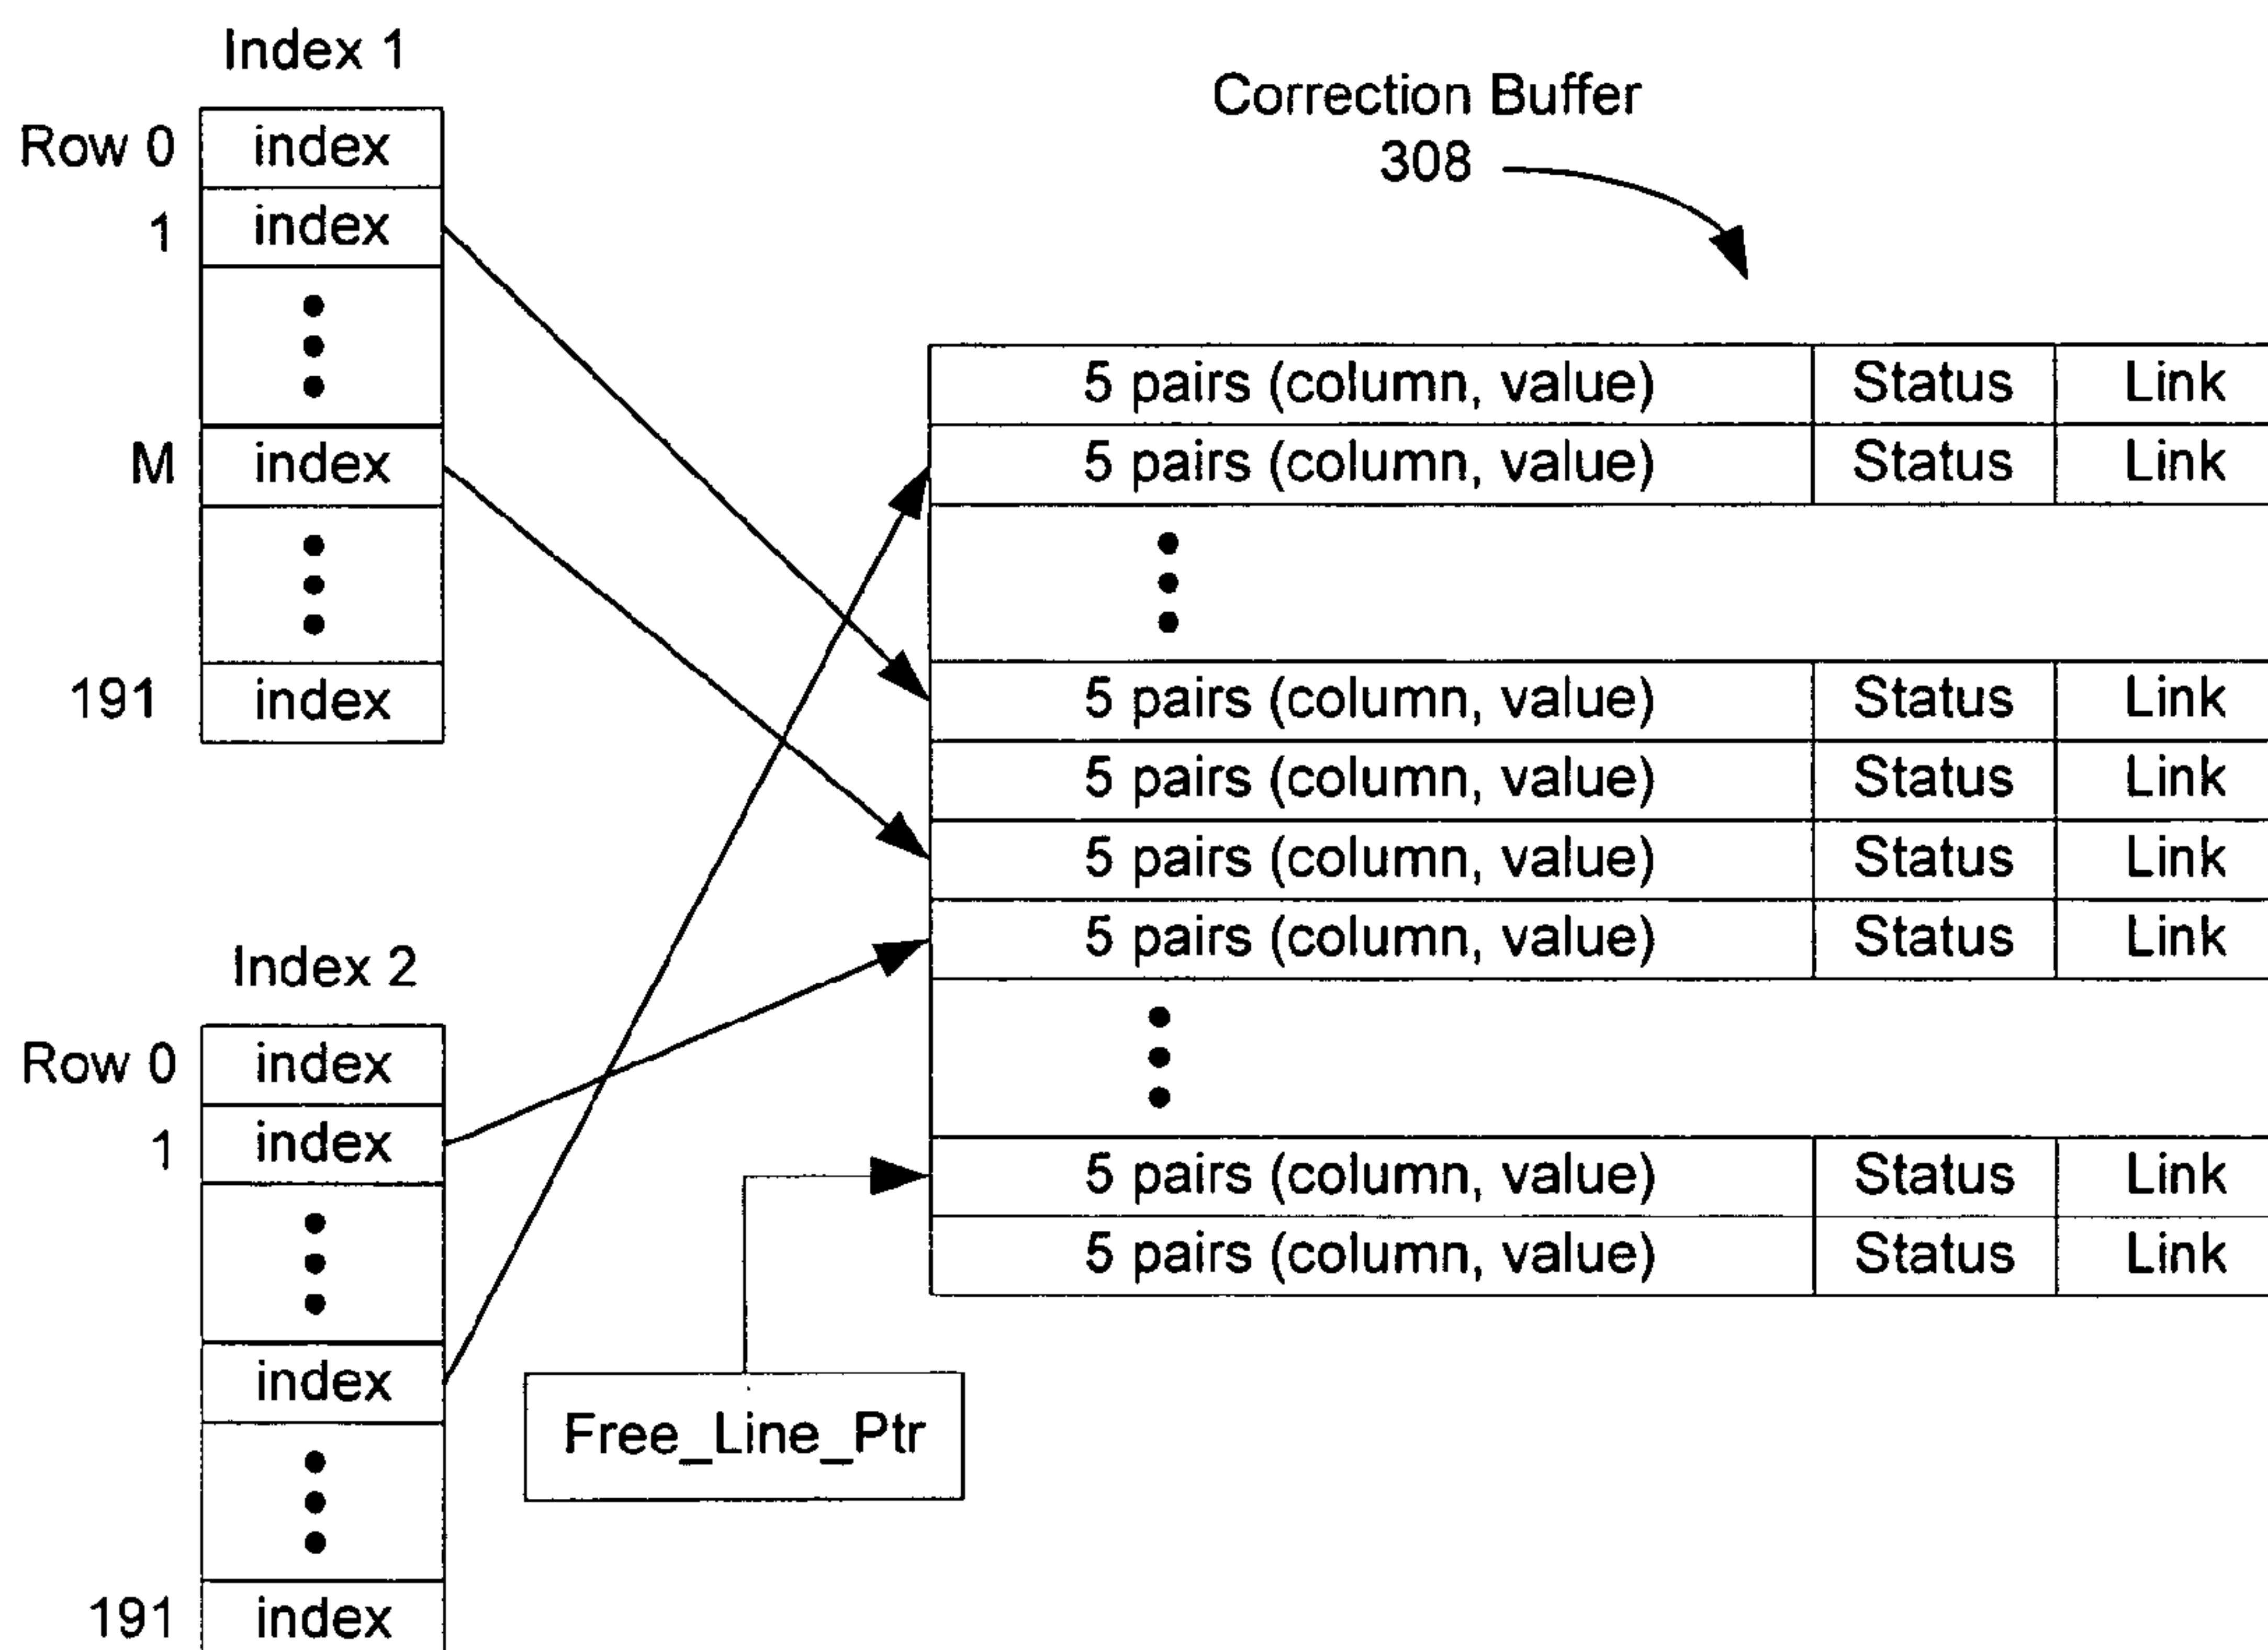 Index 1
Row 0 index
1 index
M index
191 index
Correction Buffer
308
5 pairs (column, value) Status Link
5 pairs (column, value) Status Link
5 pairs (column, value) Status Link
5 pairs (column, value) Status Link
5 pairs (column, value) Status Link
5 pairs (column, value) Status Link
5 pairs (column, value) Status Link
5 pairs (column, value) Status Link
Index 2
Row 0 index
1 index
index
191 index
Free_Line_Ptr